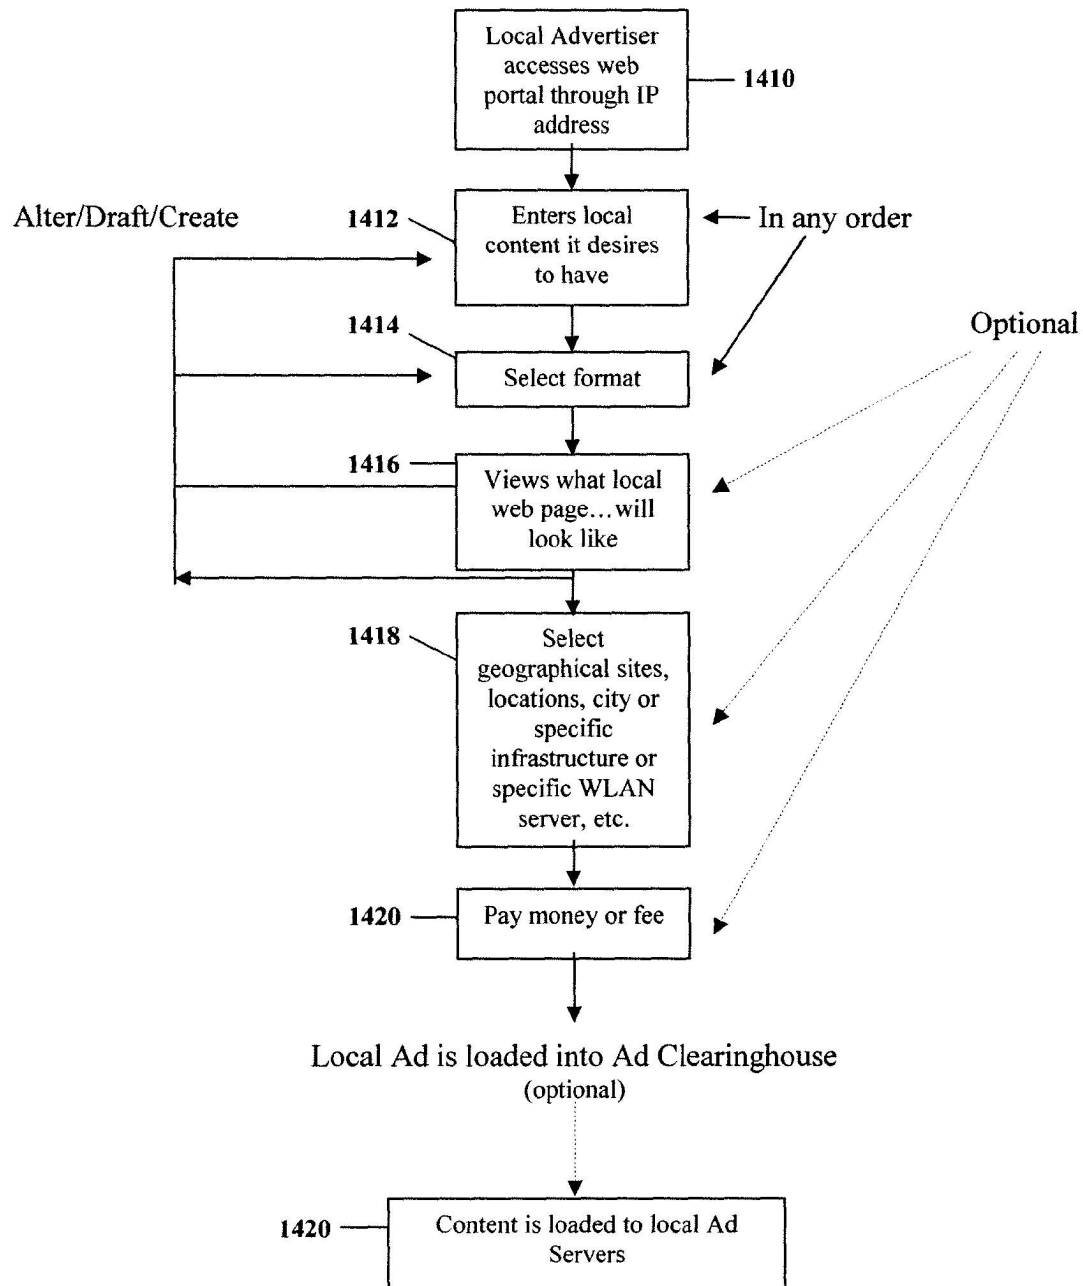 Local Advertiser
accesses web
portal through IP
address
1410
Alter/Draft/Create
1412
Enters local
content it desires
to have
In any order
1414
Select format
Optional
1416
Views what local
web page…will
look like
1418
Select
geographical sites,
locations, city or
specific
infrastructure or
specific WLAN
server, etc.
1420
Pay money or fee
Local Ad is loaded into Ad Clearinghouse
(optional)
1420
Content is loaded to local Ad
Servers